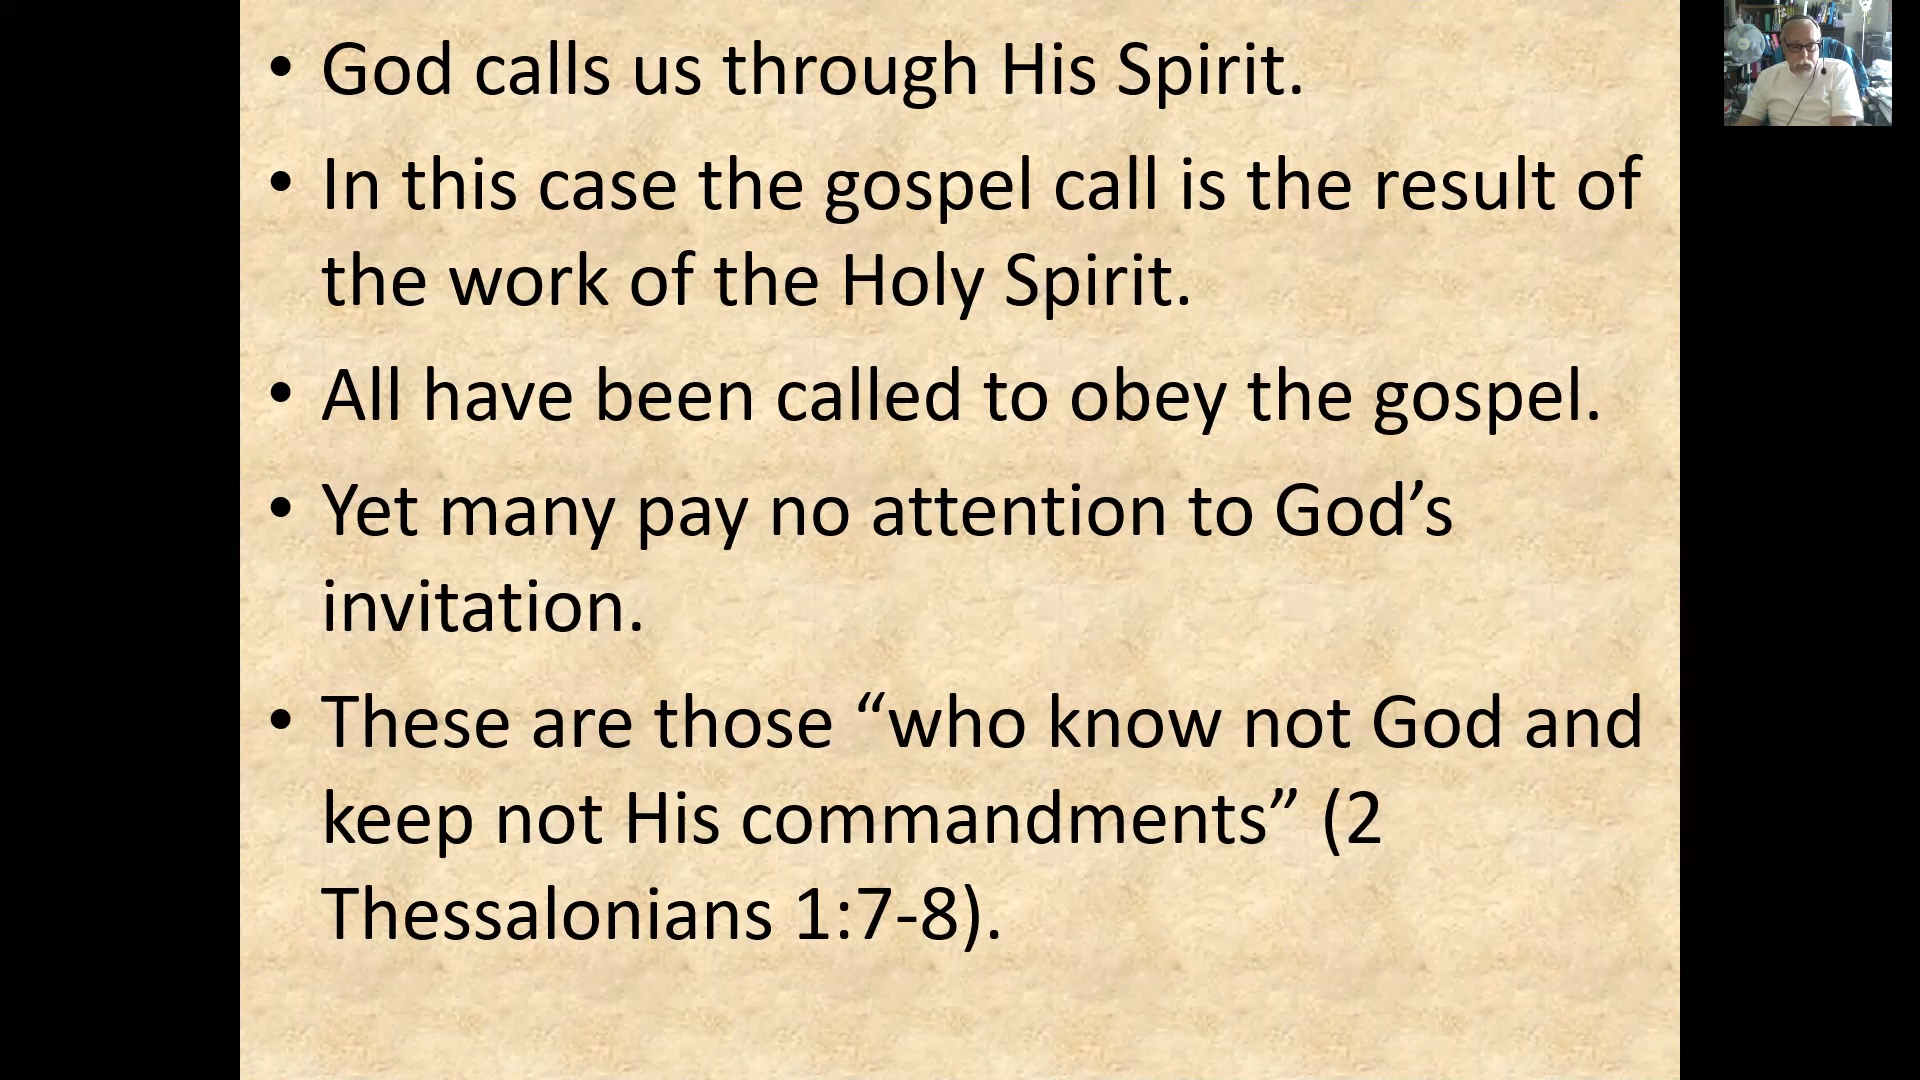 • God calls us through His Spirit.
• In this case the gospel call is the result of
the work of the Holy Spirit.
• All have been called to obey the gospel.
• Yet many pay no attention to God’s
invitation.
• These are those “who know not God and
keep not His commandments” (2
Thessalonians 1:7-8).